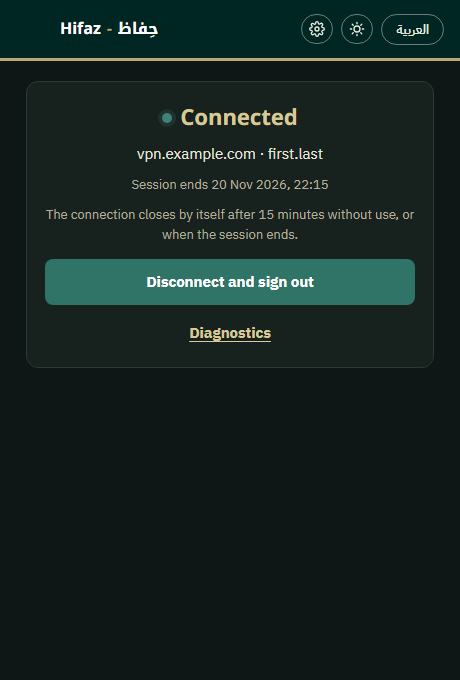 Hifaz - حِفاظ
العربية
Connected
vpn.example.com · first.last
Session ends 20 Nov 2026, 22:15
The connection closes by itself after 15 minutes without use, or
when the session ends.
Disconnect and sign out
Diagnostics